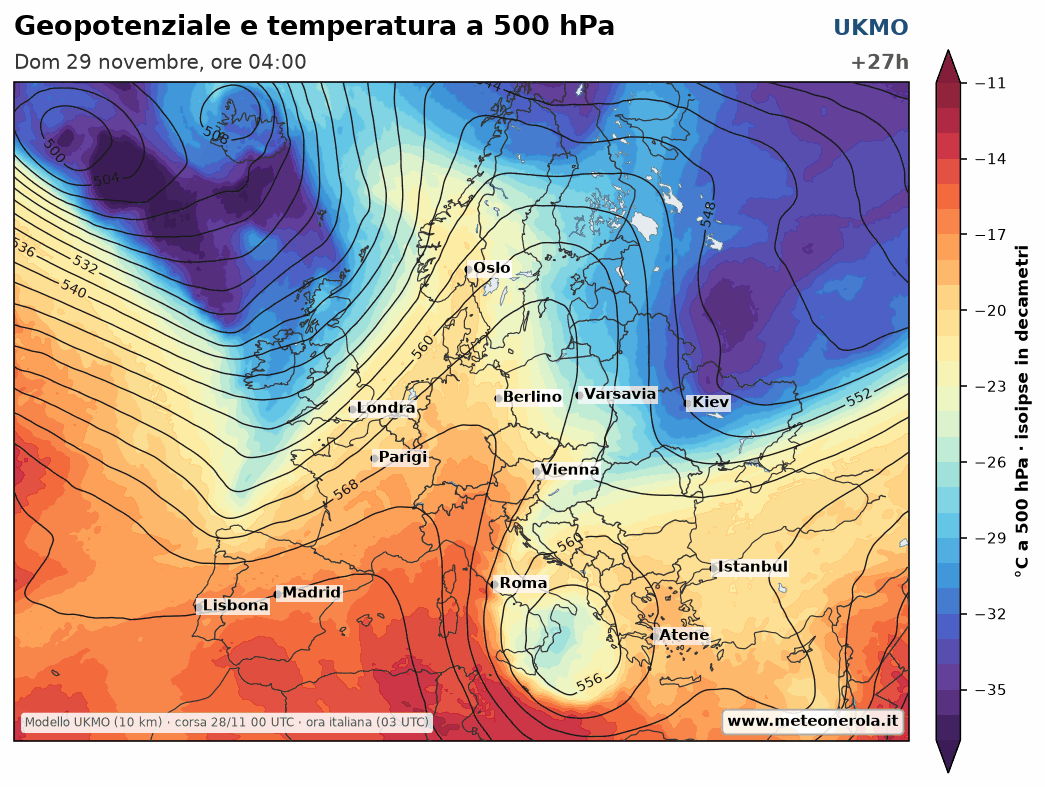 Geopotenziale e temperatura a 500 hPa
UKMO
Dom 29 novembre, ore 04:00
+27h
544
508
500
504
548
536
532
540
560
552
568
560
556
Oslo
Berlino
Varsavia
Kiev
Londra
Parigi
Vienna
Roma
Istanbul
Madrid
Lisbona
Atene
−11
−14
−17
−20
−23
−26
−29
−32
−35
°C a 500 hPa · isoipse in decametri
Modello UKMO (10 km) · corsa 28/11 00 UTC · ora italiana (03 UTC)
www.meteonerola.it